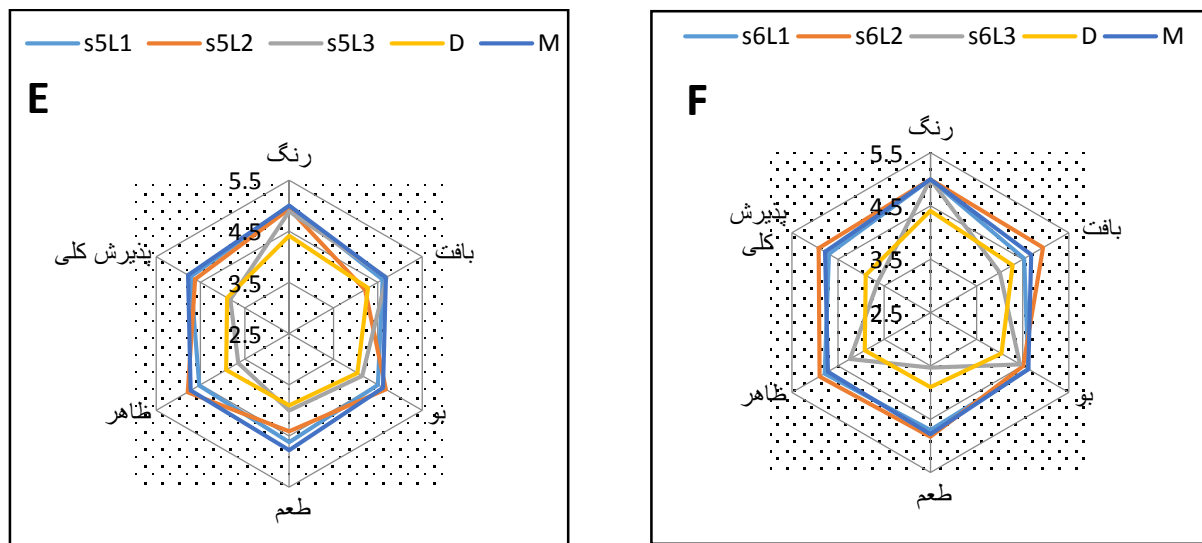 s5L1 s5L2 s5L3 D M
E
رنگ
5.5
4.5
3.5
2.5
بافت
بو
طعم
ظاهر
پذیرش کلی
s6L1 s6L2 s6L3 D M
F
رنگ
5.5
4.5
3.5
2.5
بافت
بو
طعم
ظاهر
پذیرش
کلی